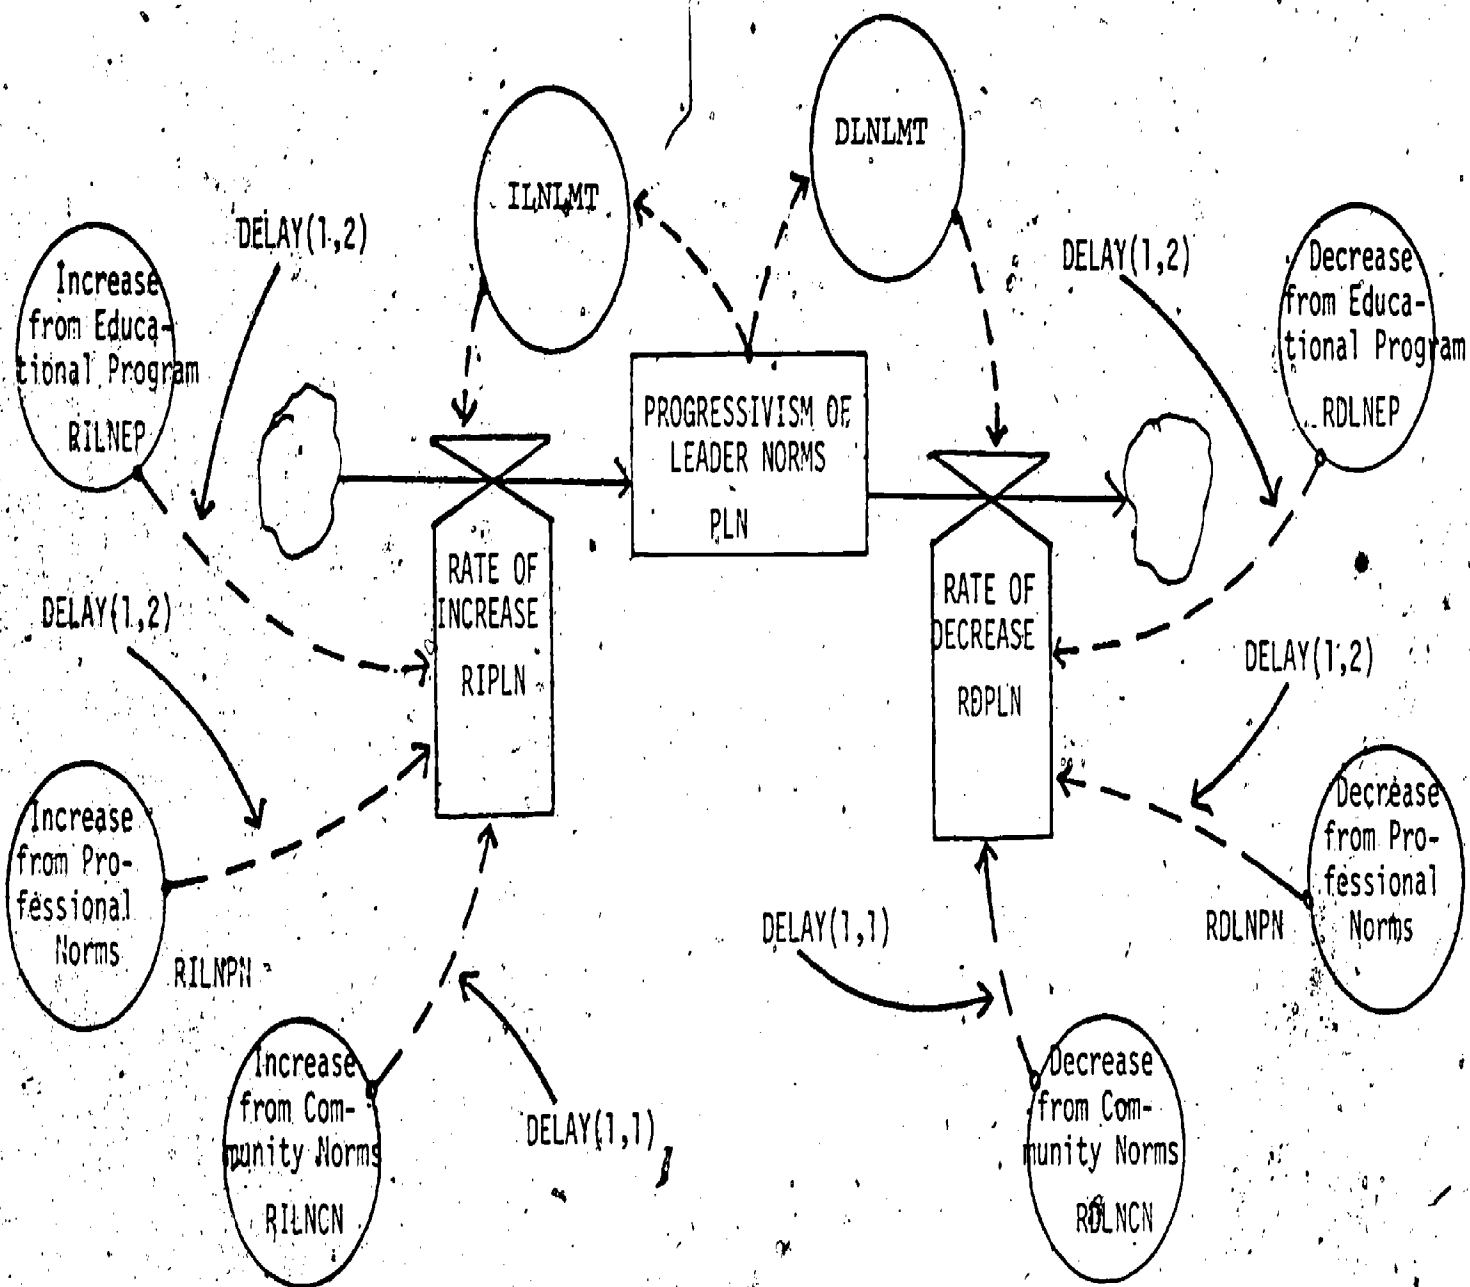 DLNLMT
ILNLMT
DELAY(1,2)
DELAY(1,2)
Increase
from Educa-
tional Program
RILNEP
Decrease
from Educa-
tional Program
RDLNEP
PROGRESSIVISM OF
LEADER NORMS
PLN
RATE OF
INCREASE
RIPLN
RATE OF
DECREASE
RDPLN
DELAY(1,2)
DELAY(1,2)
Increase
from Pro-
fessional
Norms
RILNPN
Decrease
from Pro-
fessional
Norms
RDLNPN
DELAY(1,1)
Increase
from Com-
munity Norms
RILNCN
DELAY(1,1)
Decrease
from Com-
munity Norms
RDLNCN